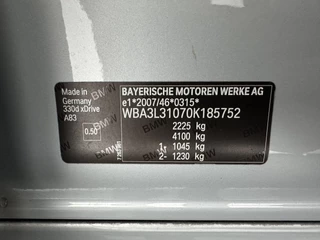 BAYERISCHE MOTOREN WERKE AG
e1*2007/46*0315*
WBA3L31070K185752
2225 kg
4100 kg
1- 1045 kg
2- 1230 kg
Made in
Germany
330d xDrive
A83
0.50
BMW